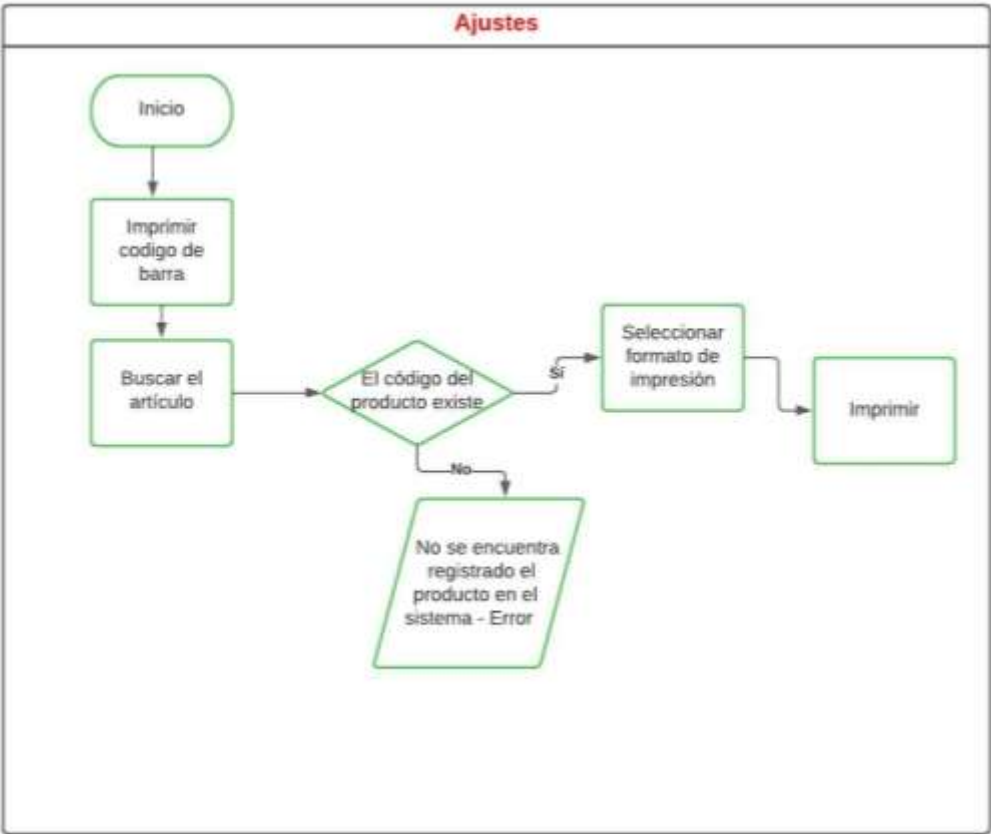 Ajustes
Inicio
Imprimir
codigo de
barra
Buscar el
artículo
El código del
producto existe
Sí
No
Seleccionar
formato de
impresión
Imprimir
No se encuentra
registrado el
producto en el
sistema - Error